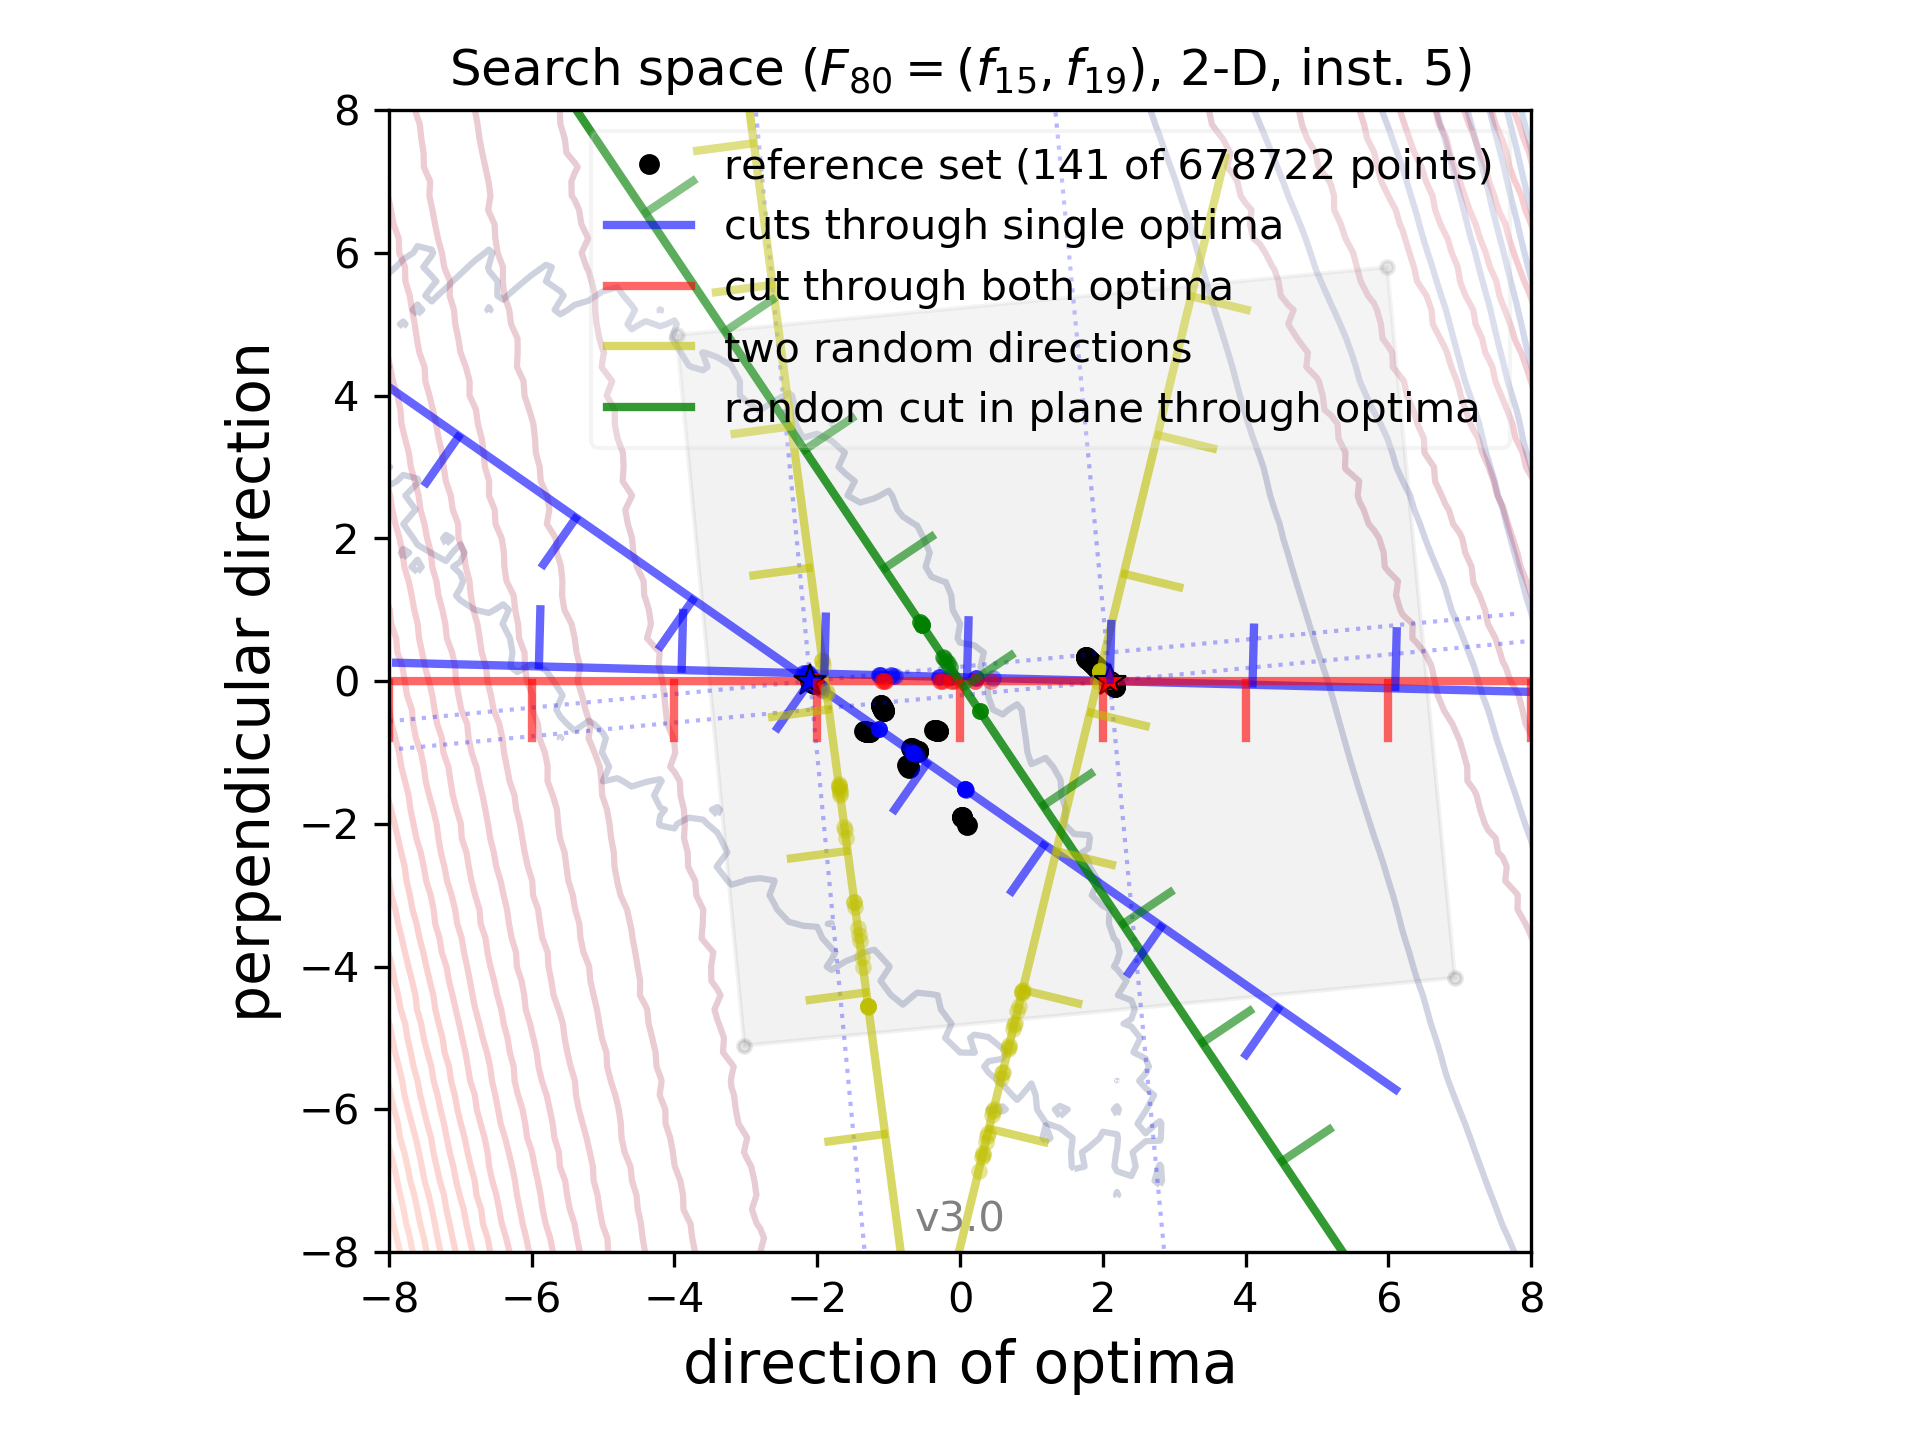 Search space (F80 = (f15, f19), 2-D, inst. 5)
8
6
4
2
0
−2
−4
−6
−8
perpendicular direction
reference set (141 of 678722 points)
cuts through single optima
cut through both optima
two random directions
random cut in plane through optima
v3.0
−8 −6 −4 −2 0 2 4 6 8
direction of optima